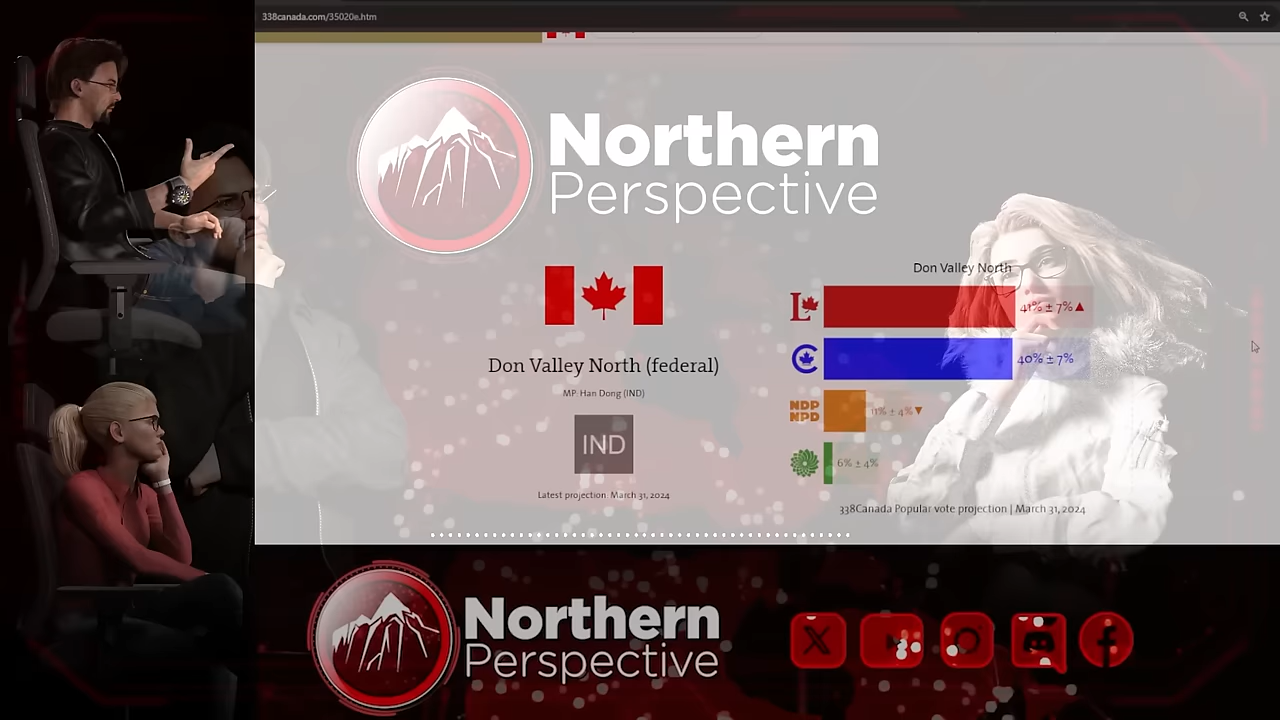 338canada.com/35020e.htm
Northern
Perspective
Don Valley North (federal)
MP: Han Dong (IND)
IND
Latest projection: March 31, 2024
Don Valley North
L
41% ± 7% ▲
C
40% ± 7%
NDP
NPD
11% ± 4% ▼
6% ± 4%
338Canada Popular vote projection | March 31, 2024
Northern
Perspective
X
f